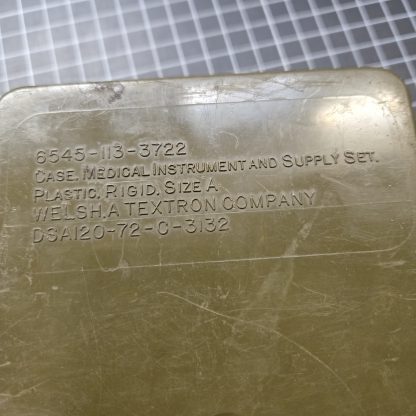 6545-113-3722
CASE, MEDICAL INSTRUMENT AND SUPPLY SET,
PLASTIC, RIGID, SIZE A
WELSH, A TEXTRON COMPANY
DSA120-72-C-3132